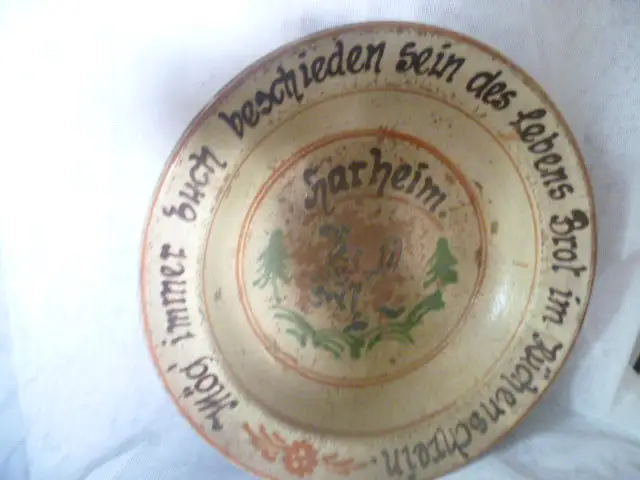 Mög immer Euch beschieden sein des Lebens Brot im Küchenschrein.
Harheim.